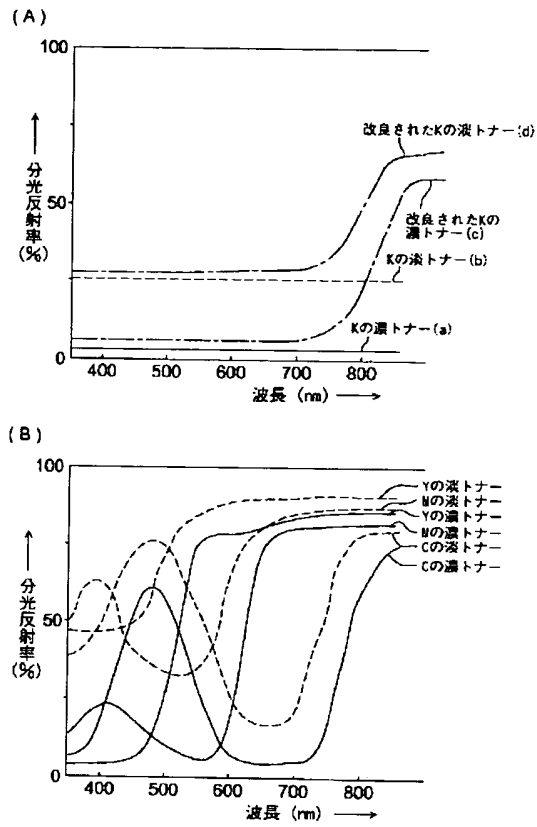 (A)
100
50
0
分光反射率
(%)
改良されたKの淡トナー(d)
改良されたKの
濃トナー(c)
Kの淡トナー(b)
Kの濃トナー(a)
400 500 600 700 800
波長 (nm)
(B)
100
50
0
分光反射率
(%)
Yの淡トナー
Mの淡トナー
Yの濃トナー
Mの濃トナー
Cの淡トナー
Cの濃トナー
400 500 600 700 800
波長 (nm)